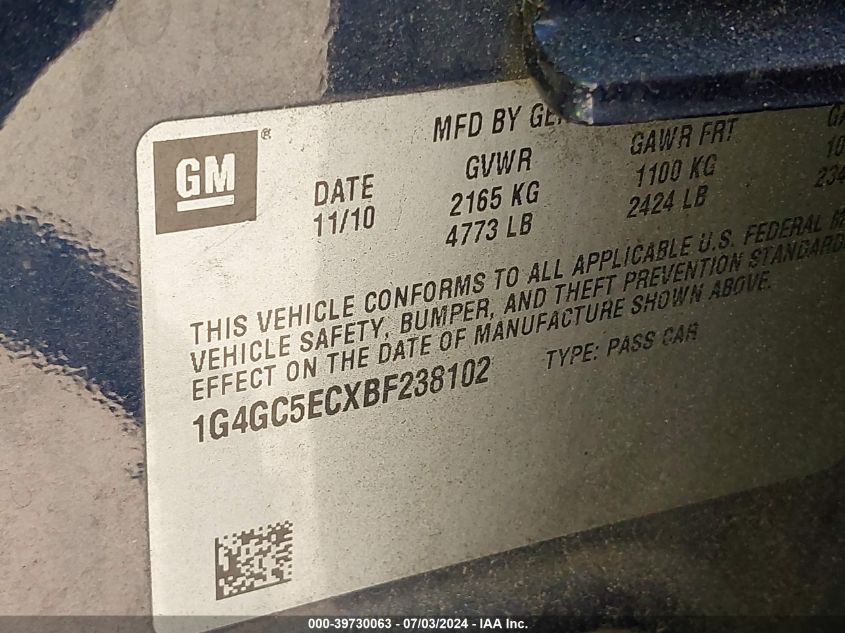 GM ®
MFD BY
DATE
11/10
GVWR
2165 KG
4773 LB
GAWR FRT
1100 KG
2424 LB
THIS VEHICLE CONFORMS TO ALL APPLICABLE U.S. FEDERAL
VEHICLE SAFETY, BUMPER, AND THEFT PREVENTION
EFFECT ON THE DATE OF MANUFACTURE SHOWN ABOVE.
1G4GC5ECXBF238102
TYPE: PASS CAR
000-39730063 - 07/03/2024 - IAA Inc.